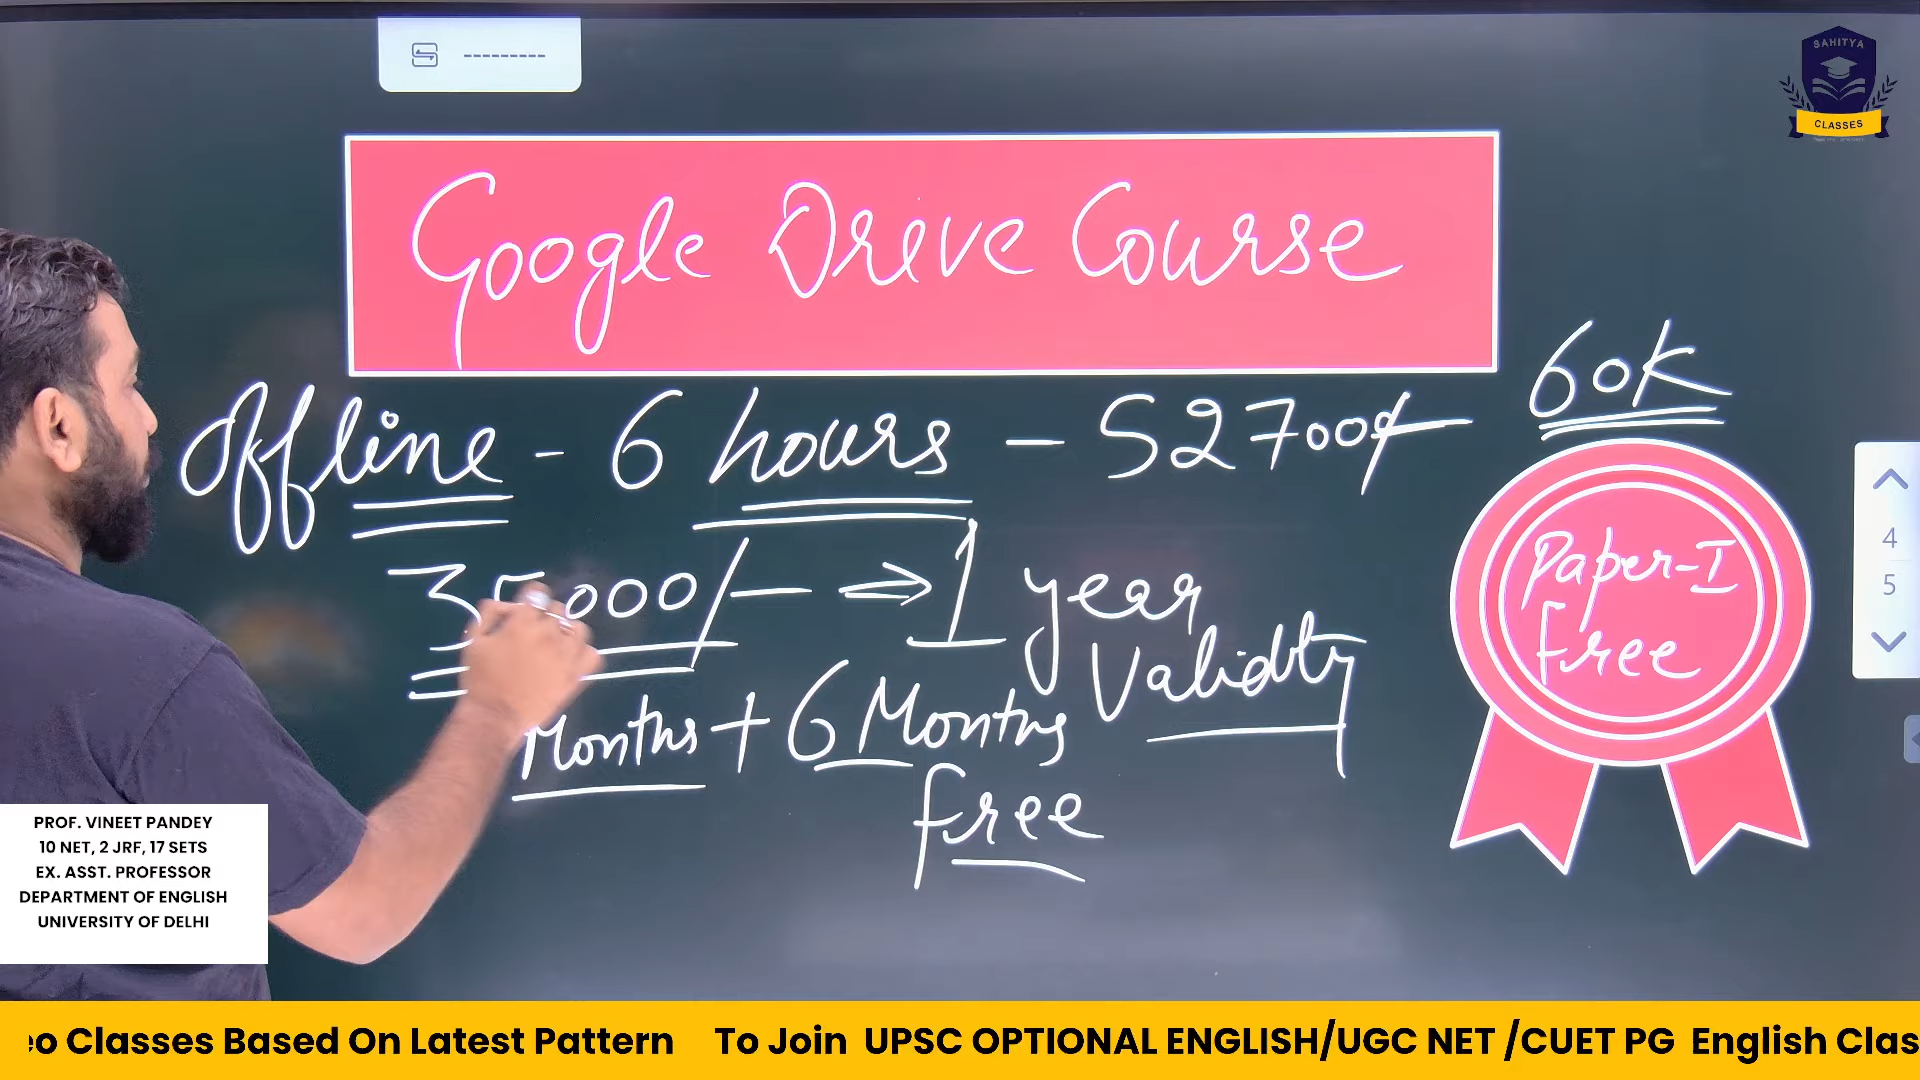 ---------
SAHITYA
CLASSES
Google Drive Course
60K
Offline - 6 hours - 52700/-
35000/- ⇒ 1 year
Validity
Months + 6 Months
free
Paper-I
free
4
5
PROF. VINEET PANDEY
10 NET, 2 JRF, 17 SETS
EX. ASST. PROFESSOR
DEPARTMENT OF ENGLISH
UNIVERSITY OF DELHI
eo Classes Based On Latest Pattern To Join UPSC OPTIONAL ENGLISH/UGC NET /CUET PG English Clas